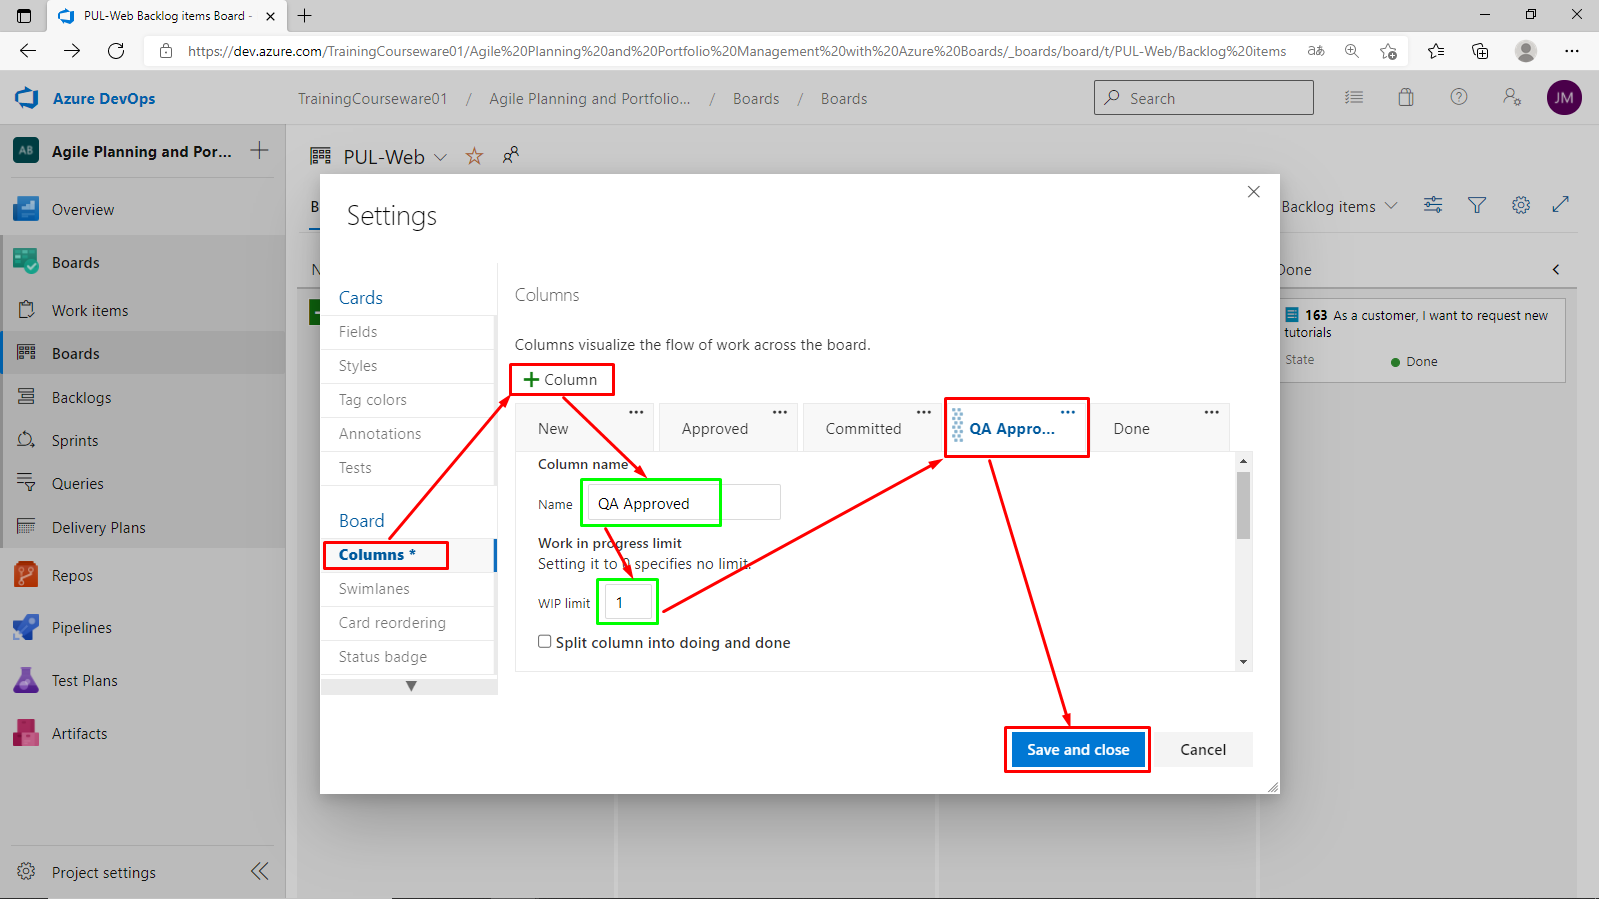 PUL-Web Backlog items Board -
https://dev.azure.com/TrainingCourseware01/Agile%20Planning%20and%20Portfolio%20Management%20with%20Azure%20Boards/_boards/board/t/PUL-Web/Backlog%20items
aあ
Azure DevOps
TrainingCourseware01 / Agile Planning and Portfolio... / Boards / Boards
Search
JM
AB Agile Planning and Por...
PUL-Web
Overview
Boards
Work items
Boards
Backlogs
Sprints
Queries
Delivery Plans
Repos
Pipelines
Test Plans
Artifacts
Project settings
B
Backlog items
N
Done
163 As a customer, I want to request new
tutorials
State Done
Settings
Cards
Fields
Styles
Tag colors
Annotations
Tests
Board
Columns *
Swimlanes
Card reordering
Status badge
Columns
Columns visualize the flow of work across the board.
+ Column
New
Approved
Committed
QA Appro...
Done
Column name
Name QA Approved
Work in progress limit
Setting it to 0 specifies no limit.
WIP limit 1
Split column into doing and done
Save and close
Cancel